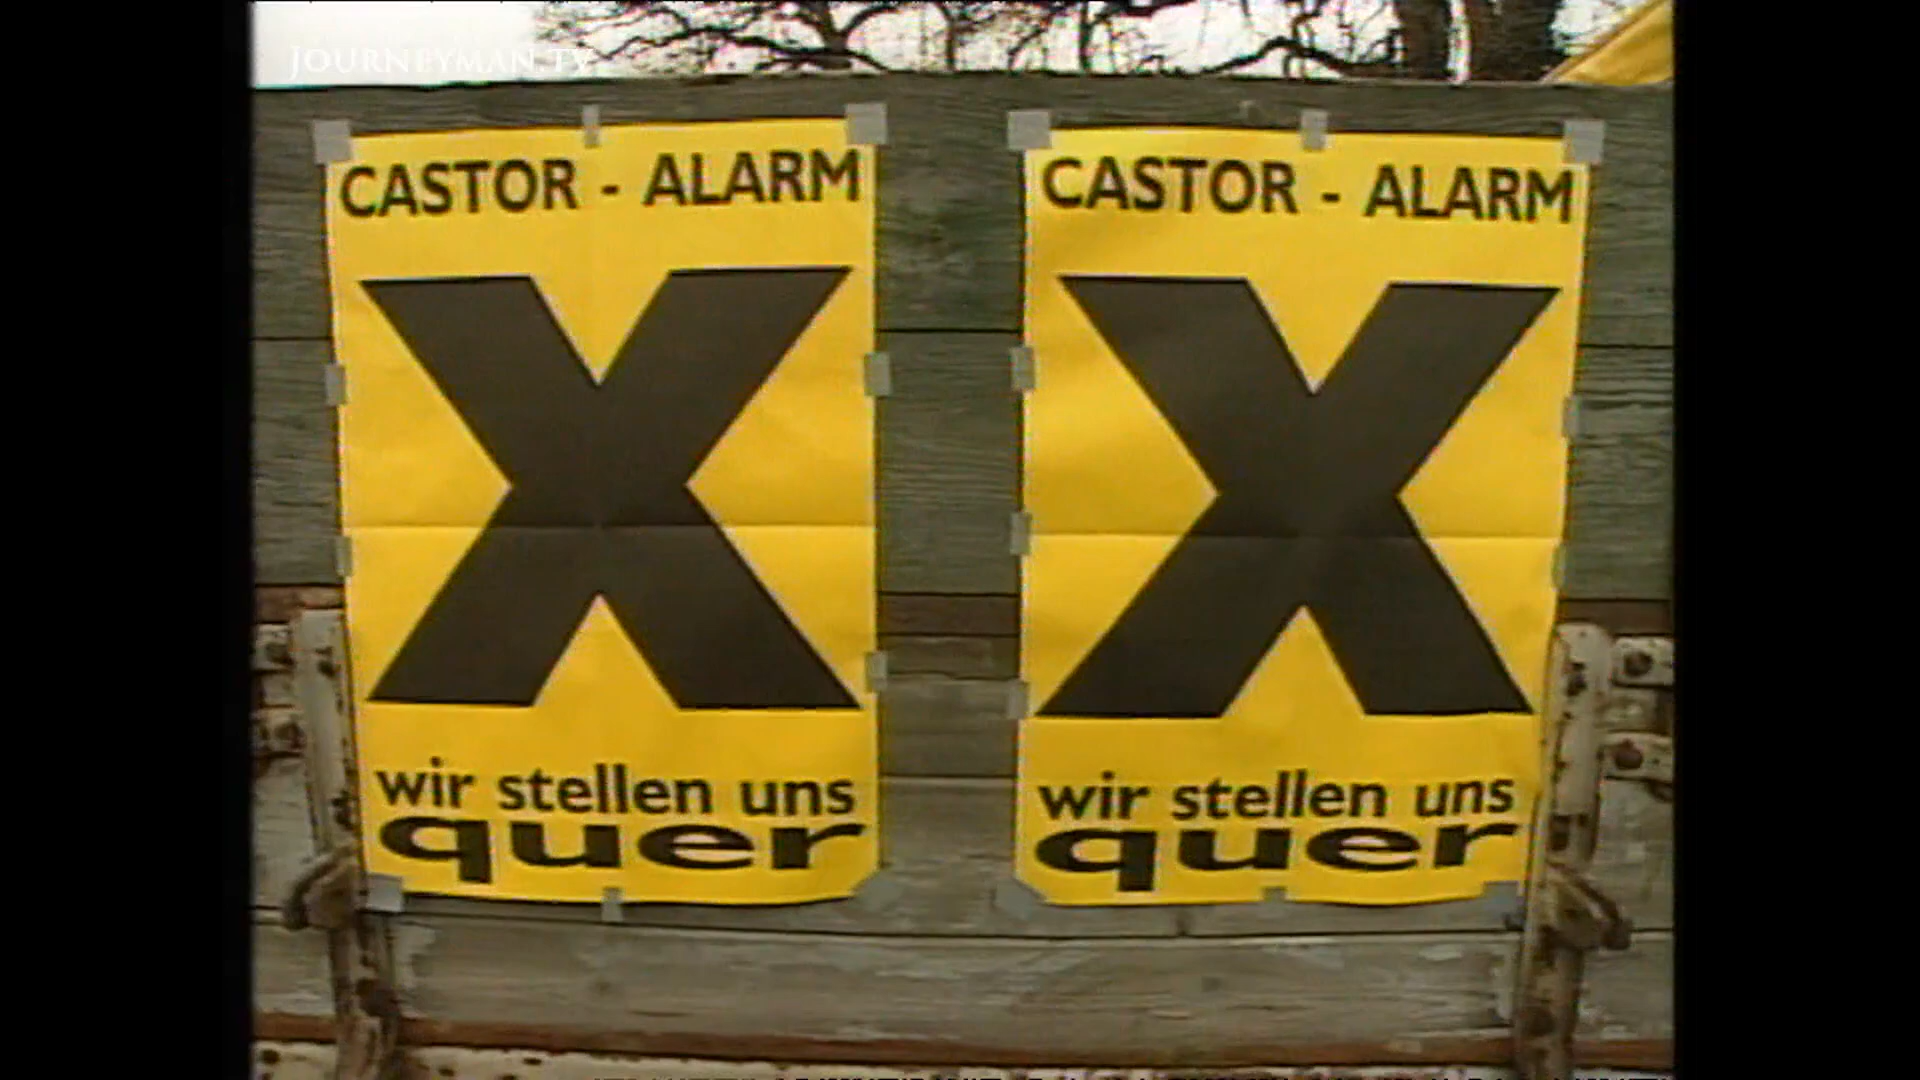 JOURNEYMAN.TV
CASTOR - ALARM
X
wir stellen uns
quer
CASTOR - ALARM
X
wir stellen uns
quer